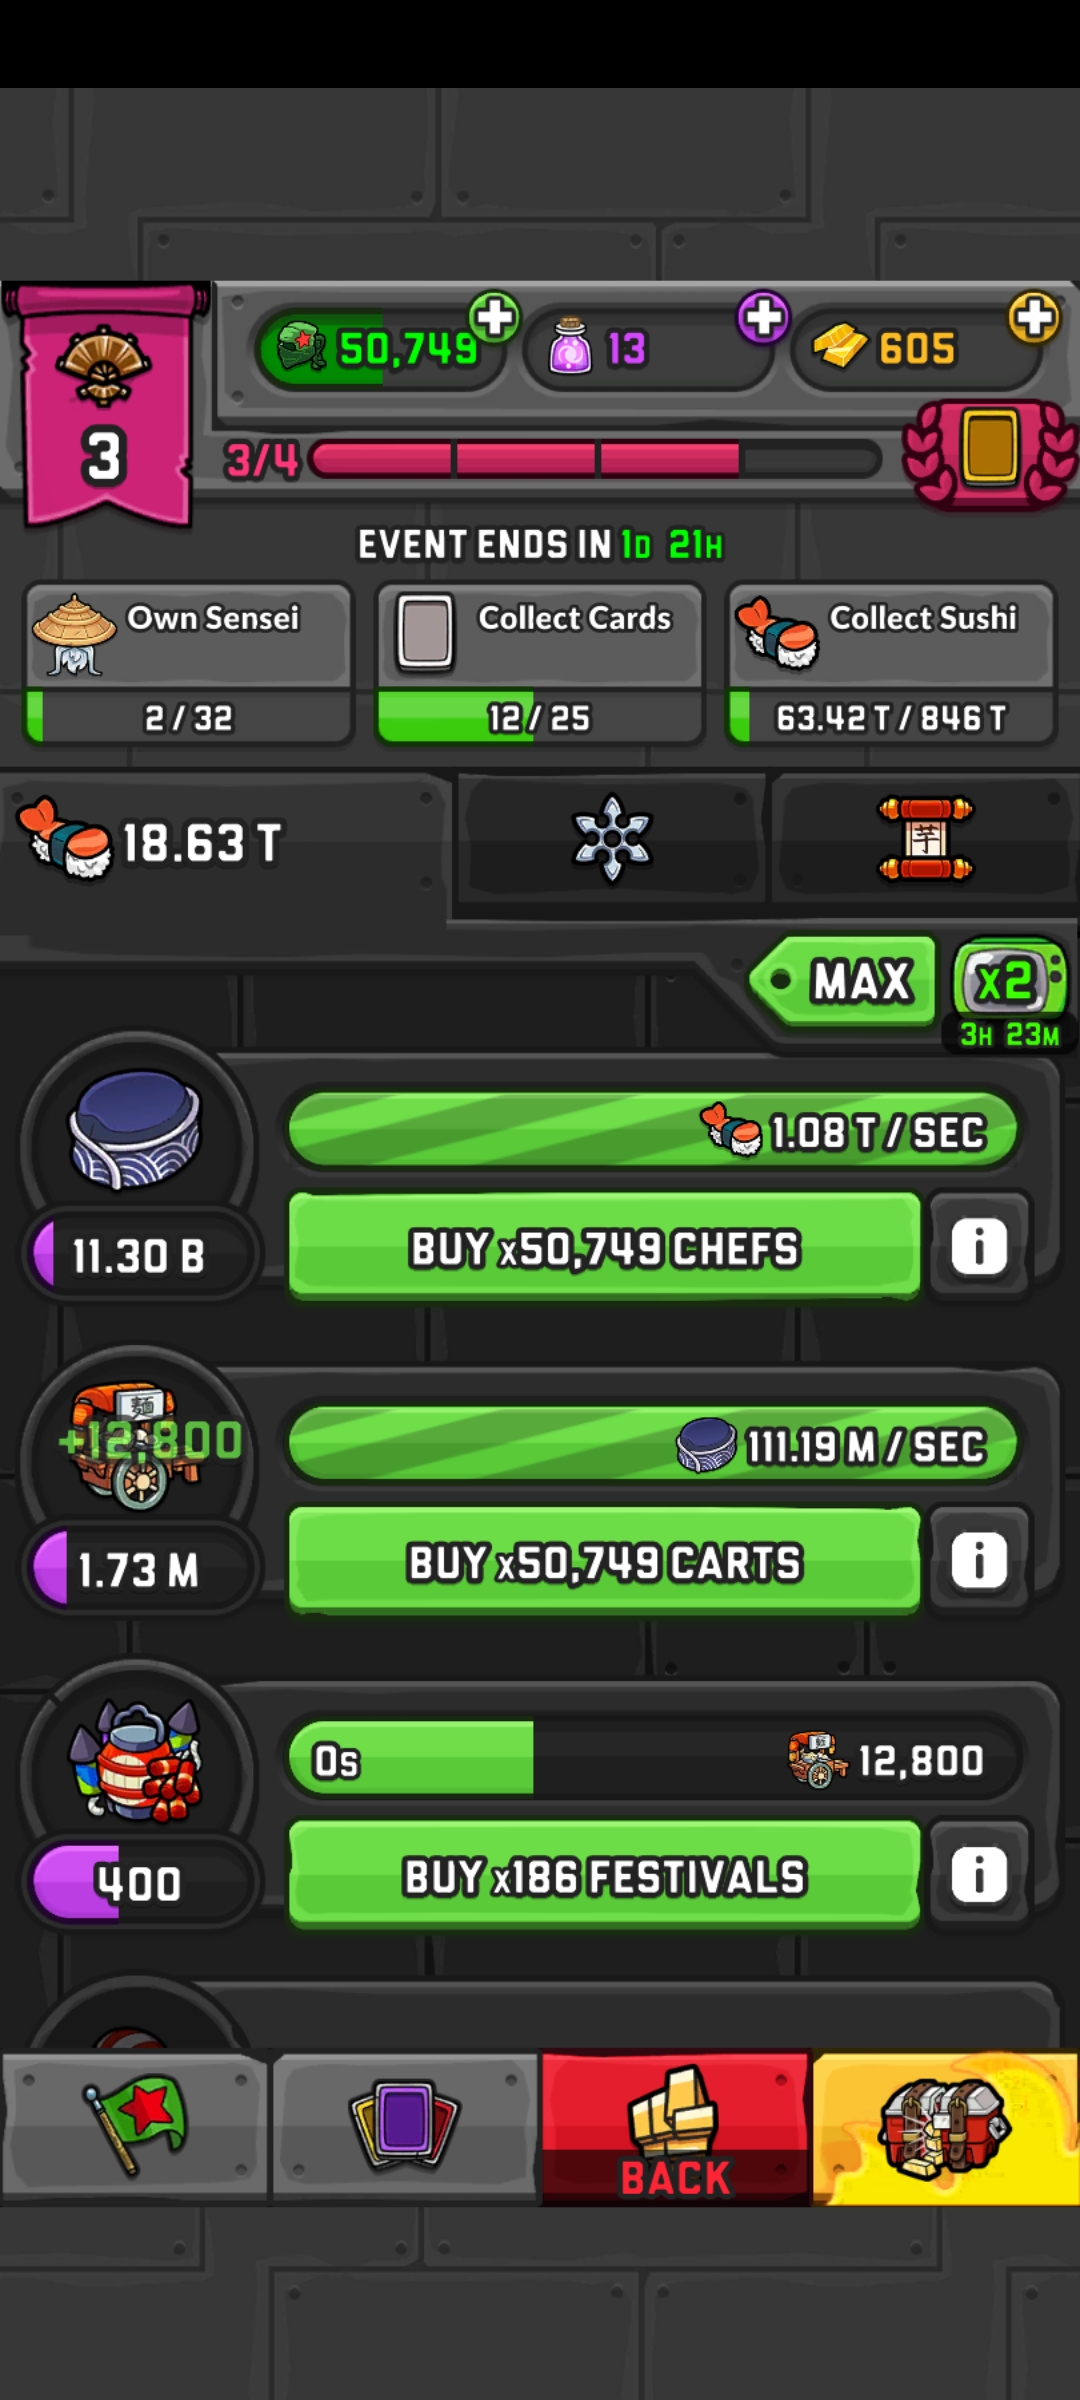 50,749
13
605
3
3/4
EVENT ENDS IN 1D 21H
Own Sensei
Collect Cards
Collect Sushi
2 / 32
12 / 25
63.42 T / 846 T
18.63 T
芋
MAX
x2
3H 23M
1.08 T / SEC
11.30 B
BUY x50,749 CHEFS
i
麺
+12,800
111.19 M / SEC
1.73 M
BUY x50,749 CARTS
i
0s
12,800
400
BUY x186 FESTIVALS
i
BACK